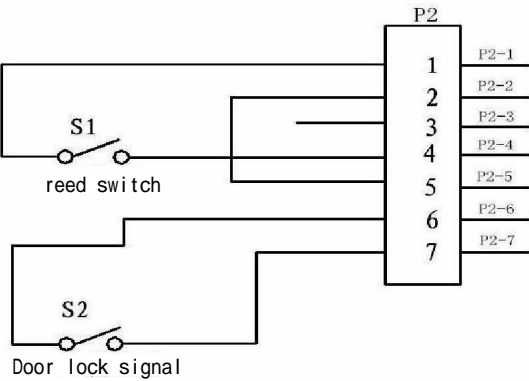 P2
1 P2-1
2 P2-2
3 P2-3
4 P2-4
5 P2-5
6 P2-6
7 P2-7
S1
reed switch
S2
Door lock signal